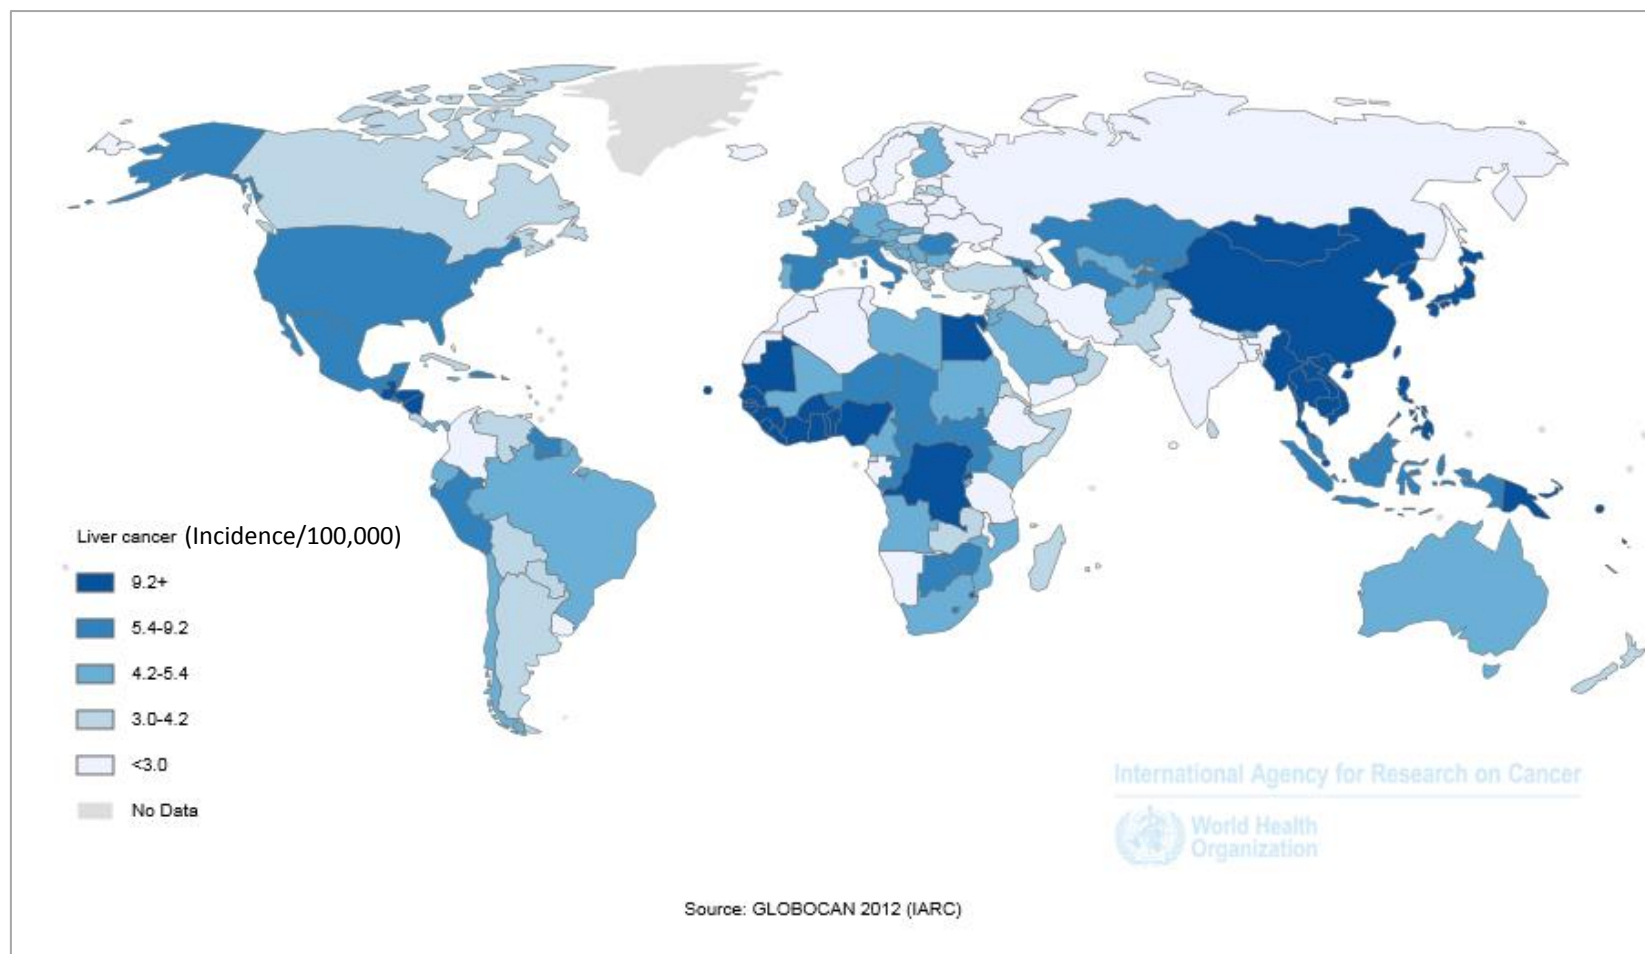 Liver cancer (Incidence/100,000)
9.2+
5.4-9.2
4.2-5.4
3.0-4.2
<3.0
No Data
International Agency for Research on Cancer
World Health
Organization
Source: GLOBOCAN 2012 (IARC)